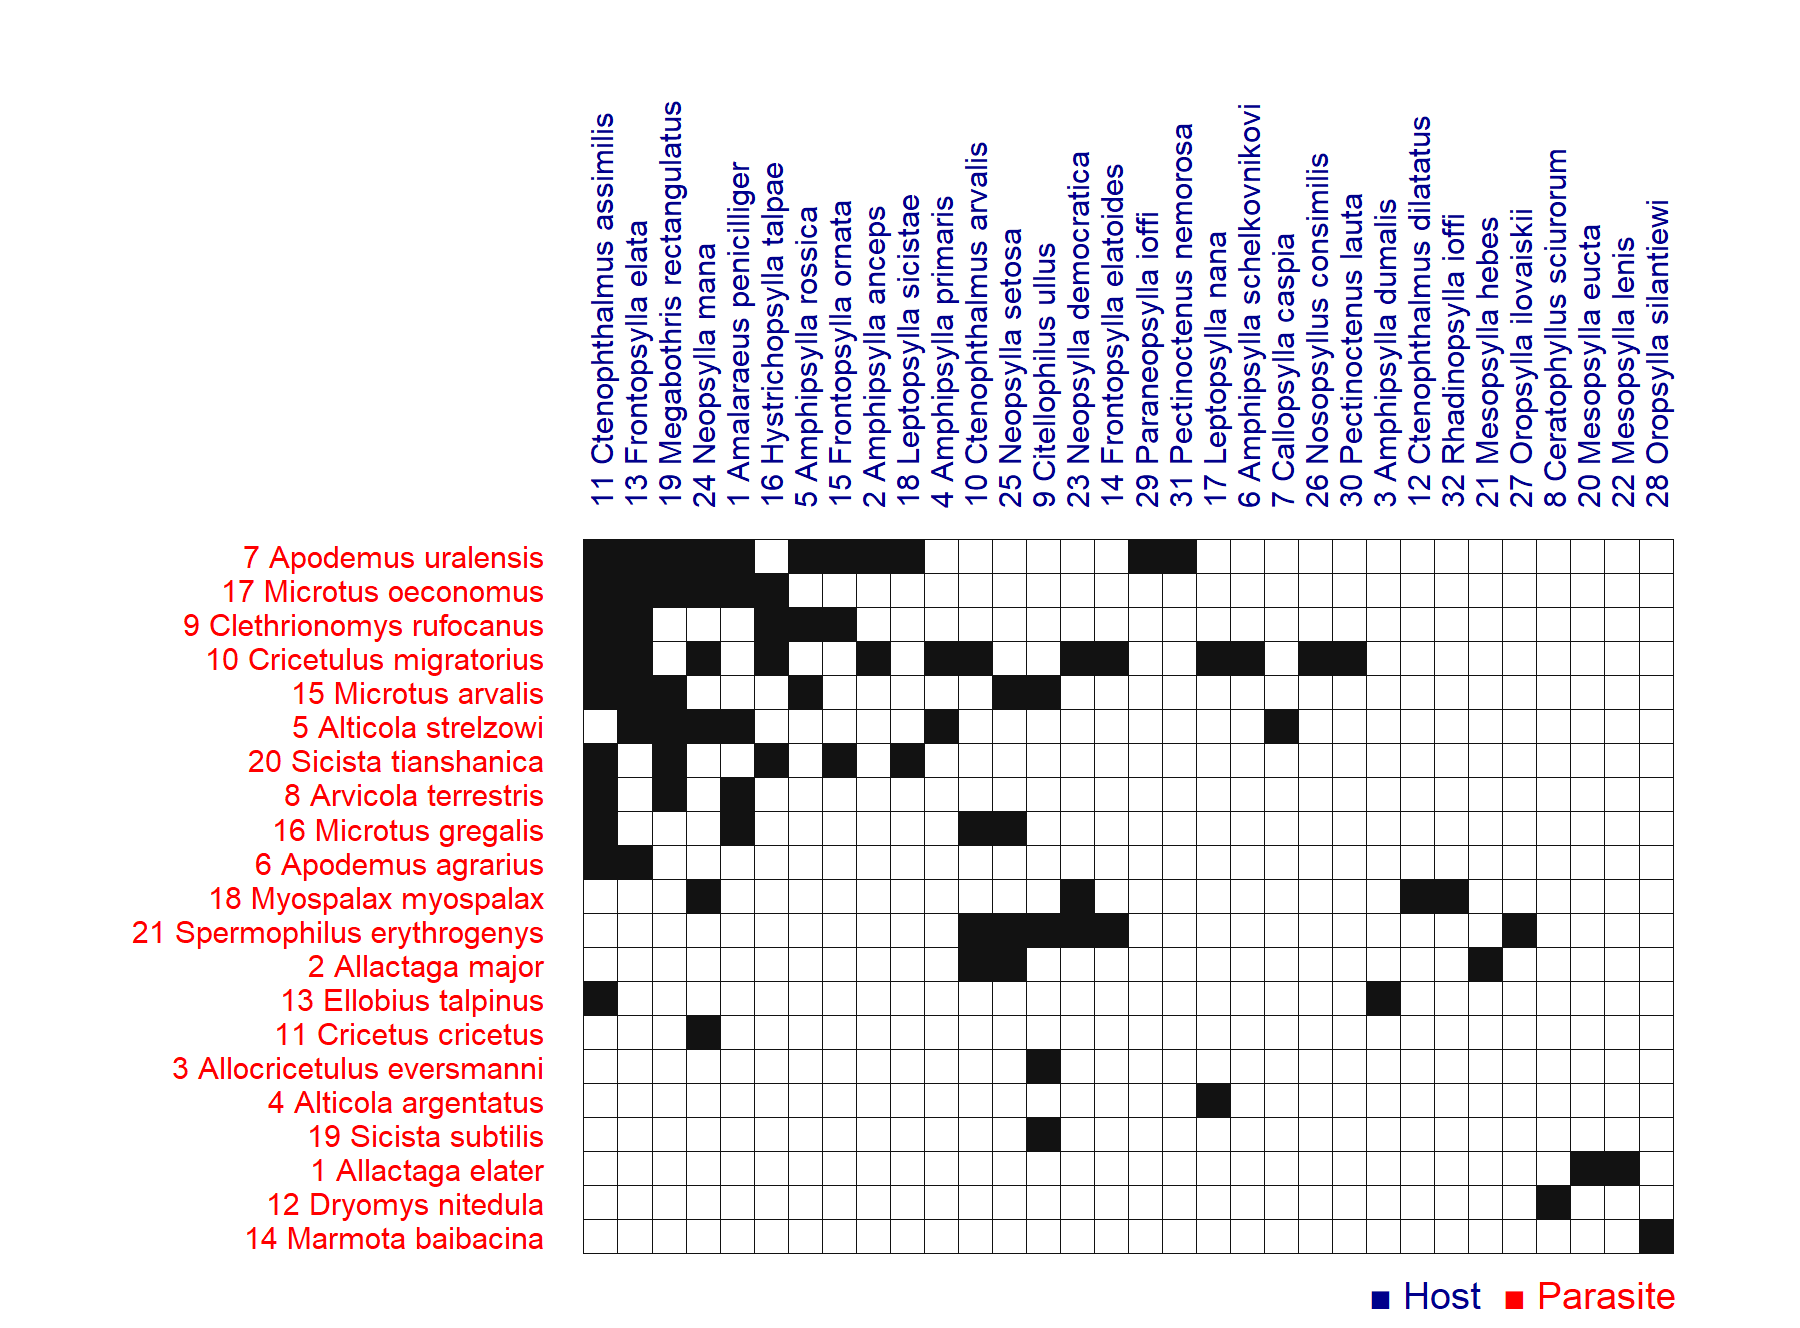 11 Ctenophthalmus assimilis
13 Frontopsylla elata
19 Megabothris rectangulatus
24 Neopsylla mana
1 Amalaraeus penicilliger
16 Hystrichopsylla talpae
5 Amphipsylla rossica
15 Frontopsylla ornata
2 Amphipsylla anceps
18 Leptopsylla sicistae
4 Amphipsylla primaris
10 Ctenophthalmus arvalis
25 Neopsylla setosa
9 Citellophilus ullus
23 Neopsylla democratica
14 Frontopsylla elatoides
29 Paraneopsylla ioffi
31 Pectinoctenus nemorosa
17 Leptopsylla nana
6 Amphipsylla schelkovnikovi
7 Callopsylla caspia
26 Nosopsyllus consimilis
30 Pectinoctenus lauta
3 Amphipsylla dumalis
12 Ctenophthalmus dilatatus
32 Rhadinopsylla ioffi
21 Mesopsylla hebes
27 Oropsylla ilovaiskii
8 Ceratophyllus sciurorum
20 Mesopsylla eucta
22 Mesopsylla lenis
28 Oropsylla silantiewi
7 Apodemus uralensis
17 Microtus oeconomus
9 Clethrionomys rufocanus
10 Cricetulus migratorius
15 Microtus arvalis
5 Alticola strelzowi
20 Sicista tianshanica
8 Arvicola terrestris
16 Microtus gregalis
6 Apodemus agrarius
18 Myospalax myospalax
21 Spermophilus erythrogenys
2 Allactaga major
13 Ellobius talpinus
11 Cricetus cricetus
3 Allocricetulus eversmanni
4 Alticola argentatus
19 Sicista subtilis
1 Allactaga elater
12 Dryomys nitedula
14 Marmota baibacina
Host Parasite